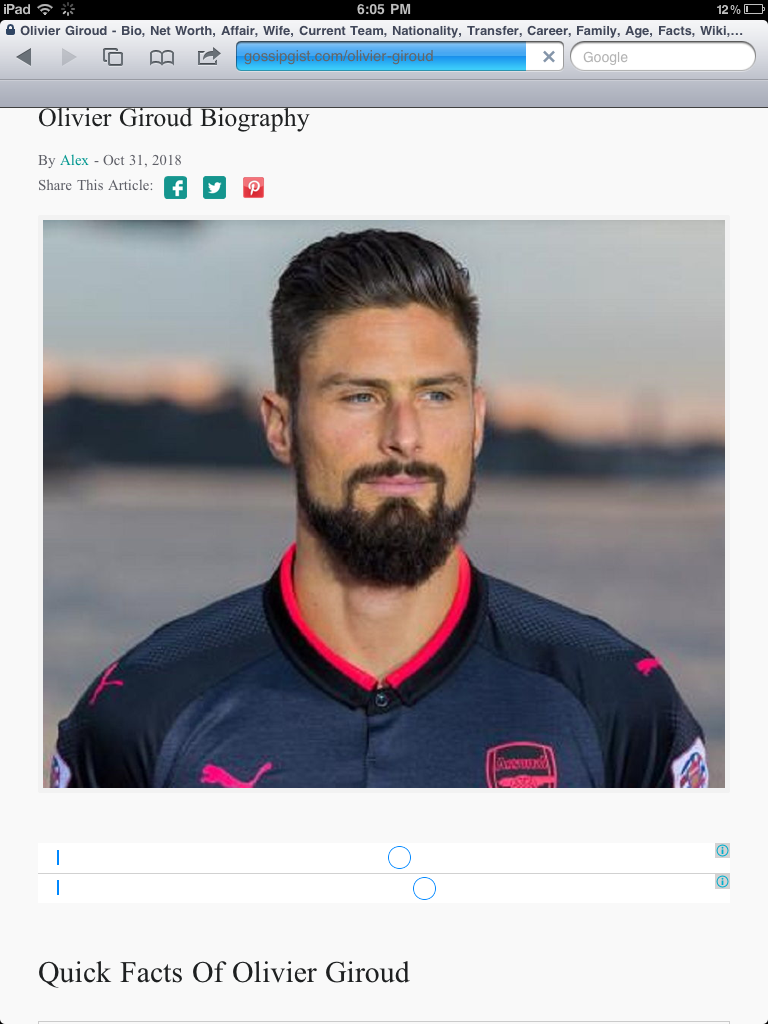 iPad 6:05 PM 12%
Olivier Giroud - Bio, Net Worth, Affair, Wife, Current Team, Nationality, Transfer, Career, Family, Age, Facts, Wiki,...
gossipgist.com/olivier-giroud Google
Olivier Giroud Biography
By Alex - Oct 31, 2018
Share This Article:
Arsenal
Quick Facts Of Olivier Giroud